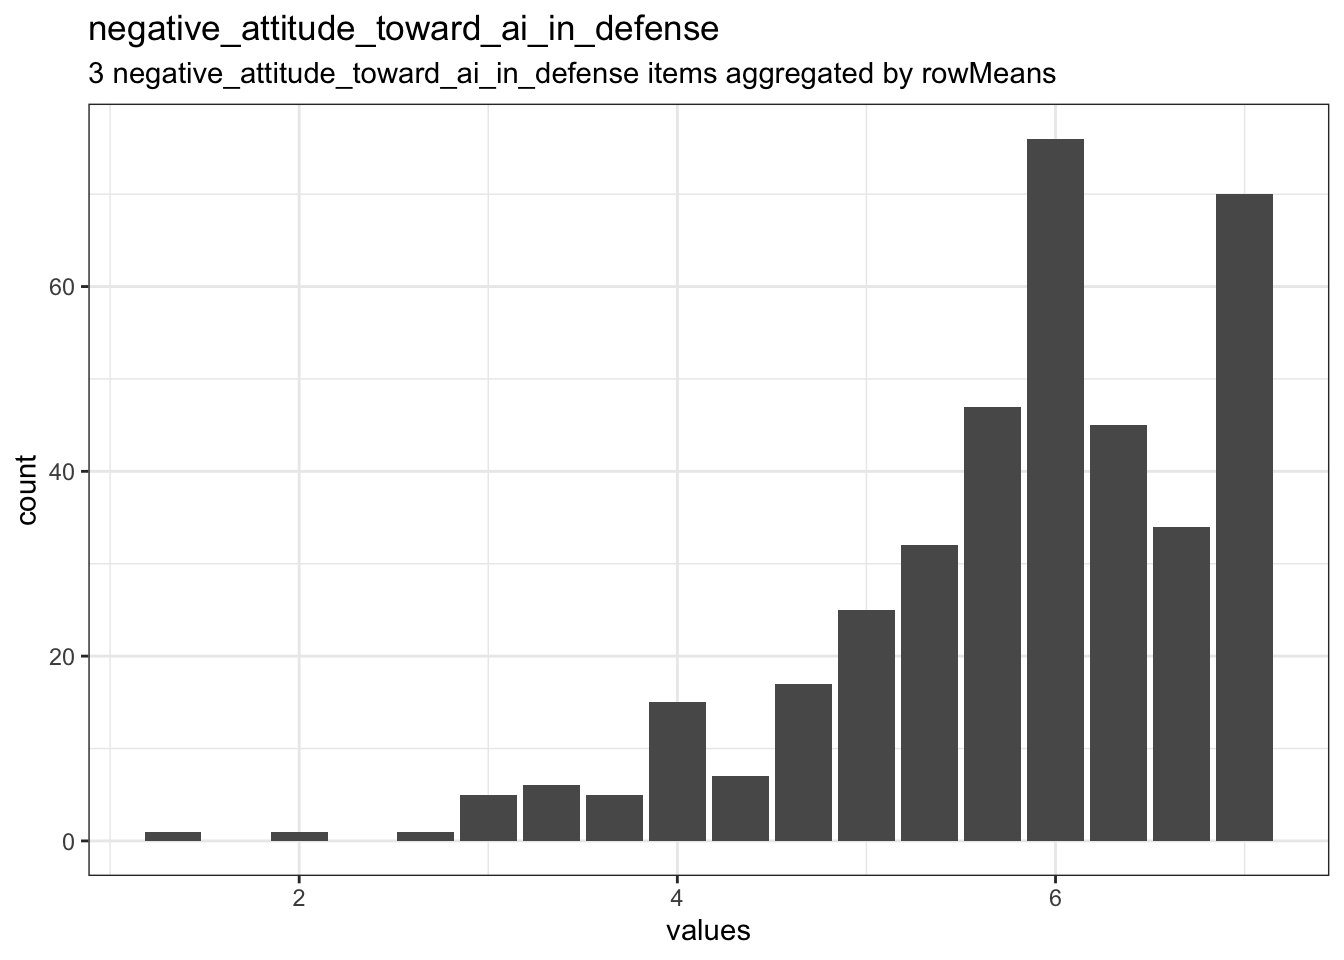 negative_attitude_toward_ai_in_defense
3 negative_attitude_toward_ai_in_defense items aggregated by rowMeans
count
60
40
20
0
2 4 6
values